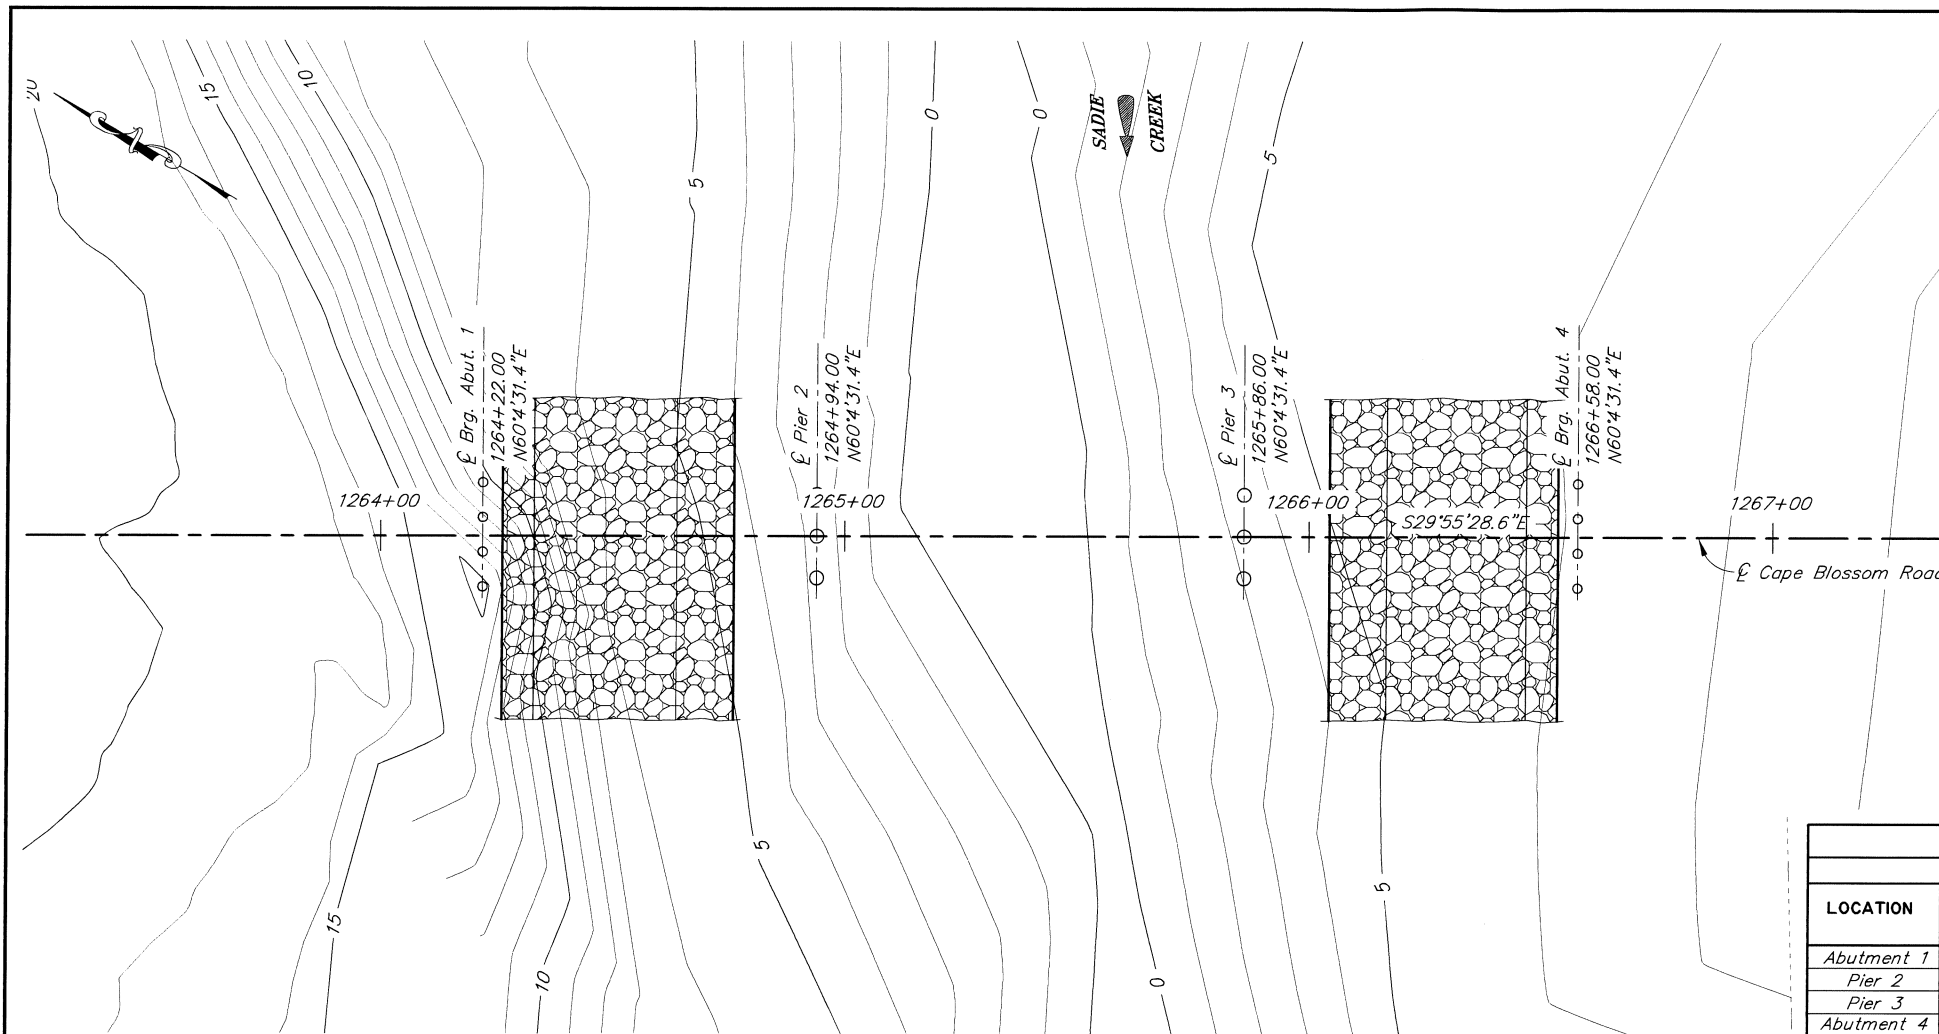 20
15
10
5
0
0
SADIE
CREEK
5
℄ Brg. Abut. 1
1264+22.00
N60°4'31.4"E
℄ Pier 2
1264+94.00
N60°4'31.4"E
℄ Pier 3
1265+86.00
N60°4'31.4"E
℄ Brg. Abut. 4
1266+58.00
N60°4'31.4"E
1264+00
1265+00
1266+00
1267+00
S29°55'28.6"E
℄ Cape Blossom Road
15
10
5
0
5
LOCATION
Abutment 1
Pier 2
Pier 3
Abutment 4